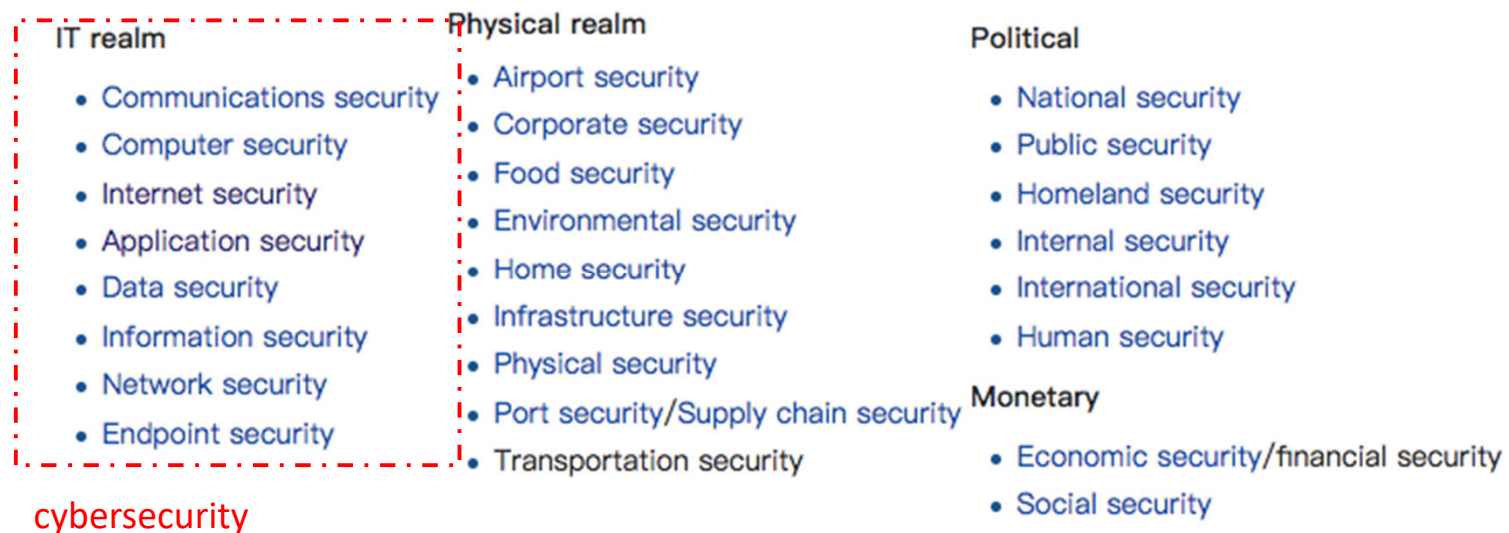 IT realm
Communications security
Computer security
Internet security
Application security
Data security
Information security
Network security
Endpoint security
cybersecurity
Physical realm
Airport security
Corporate security
Food security
Environmental security
Home security
Infrastructure security
Physical security
Port security/Supply chain security
Transportation security
Political
National security
Public security
Homeland security
Internal security
International security
Human security
Monetary
Economic security/financial security
Social security